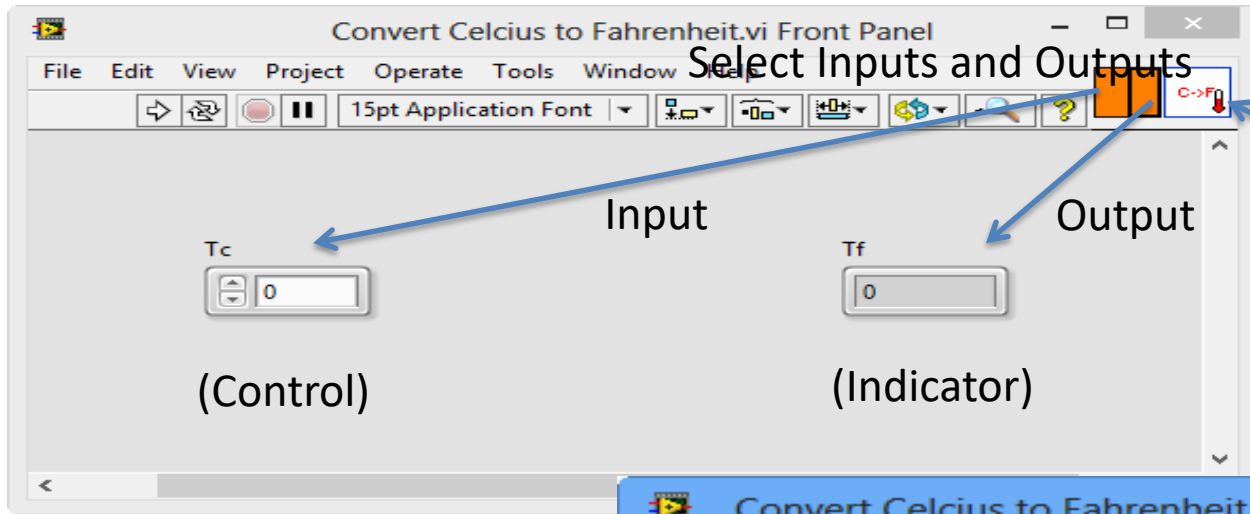 Convert Celcius to Fahrenheit.vi Front Panel
Select Inputs and Outputs
File Edit View Project Operate Tools Window Help
15pt Application Font
C->F
Input
Output
Tc
Tf
0
0
(Control)
(Indicator)
Convert Celcius to Fahrenheit